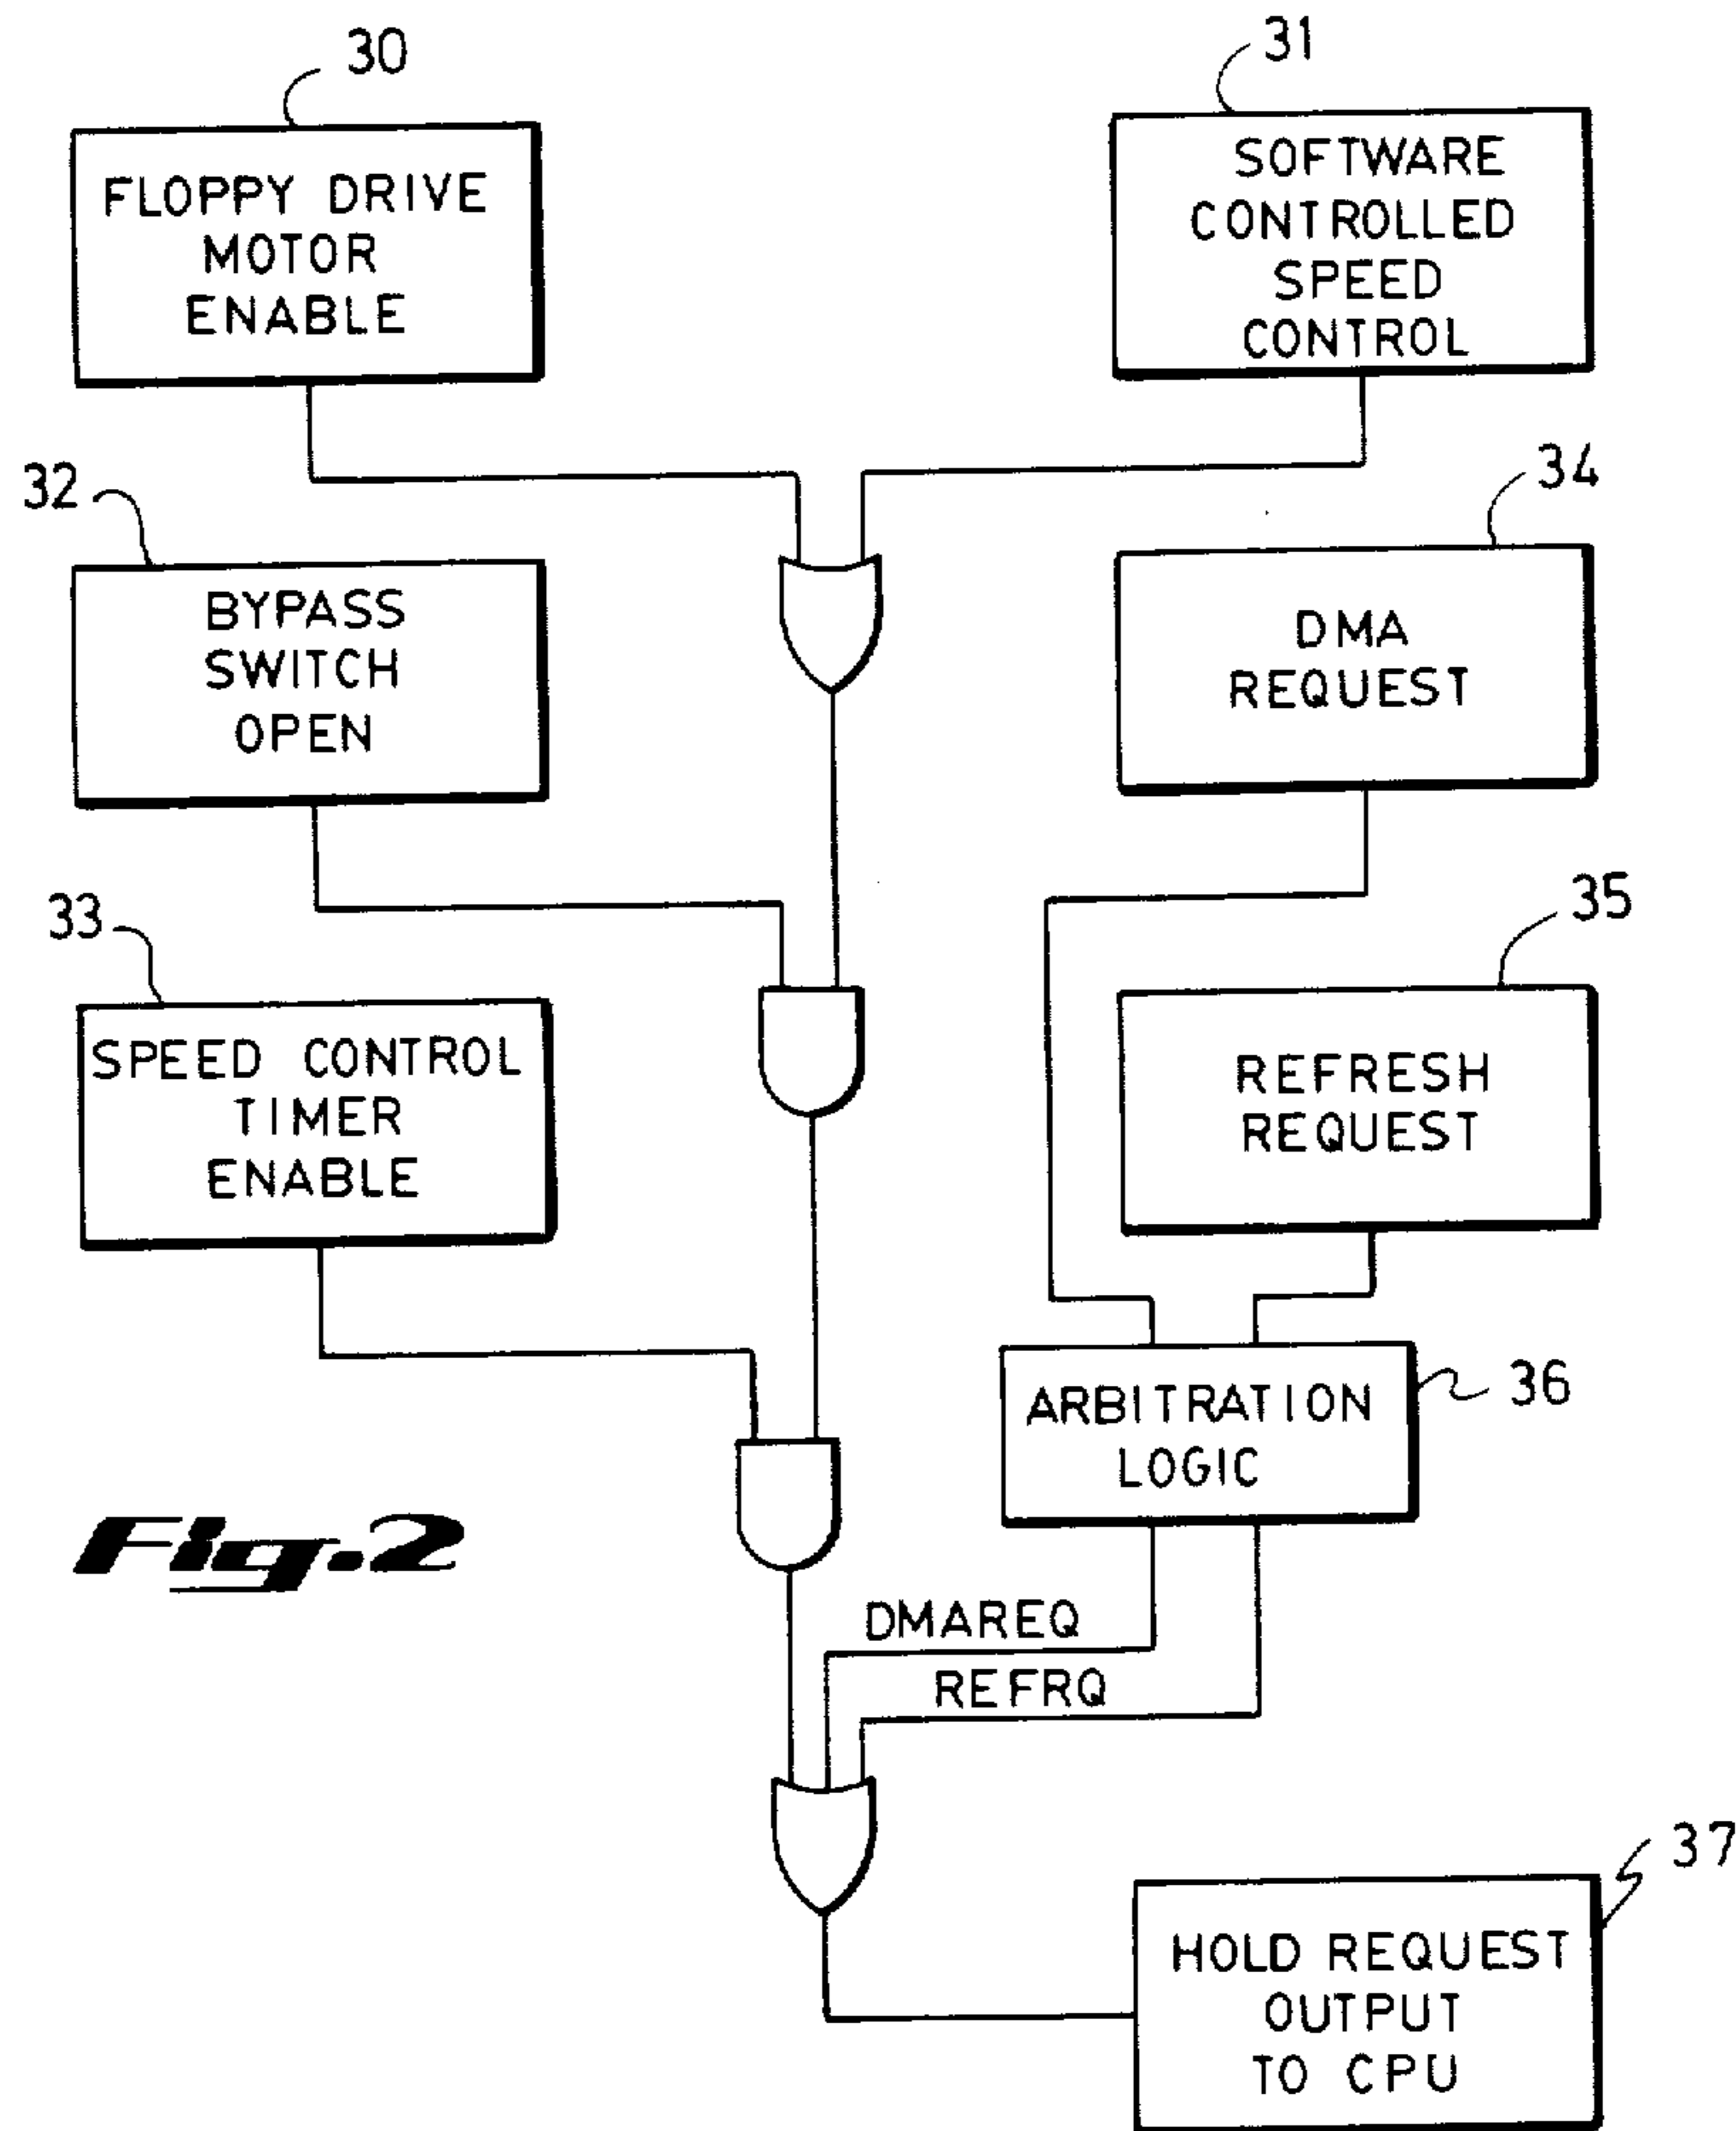 30
FLOPPY DRIVE
MOTOR
ENABLE
31
SOFTWARE
CONTROLLED
SPEED
CONTROL
32
BYPASS
SWITCH
OPEN
34
DMA
REQUEST
33
SPEED CONTROL
TIMER
ENABLE
35
REFRESH
REQUEST
36
ARBITRATION
LOGIC
Fig.2
DMAREQ
REFRQ
37
HOLD REQUEST
OUTPUT
TO CPU